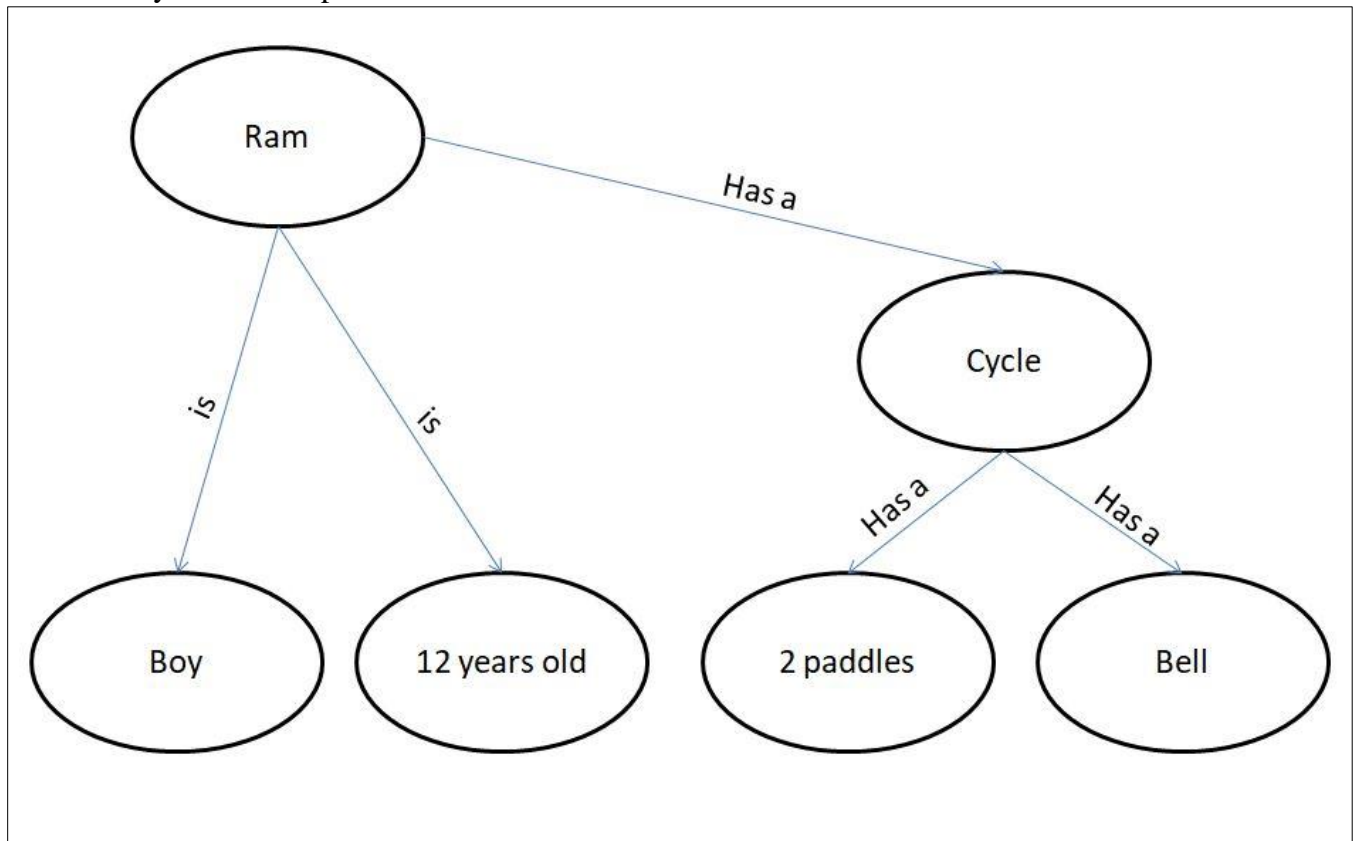 Ram
Has a
Cycle
is
is
Has a
Has a
Boy
12 years old
2 paddles
Bell